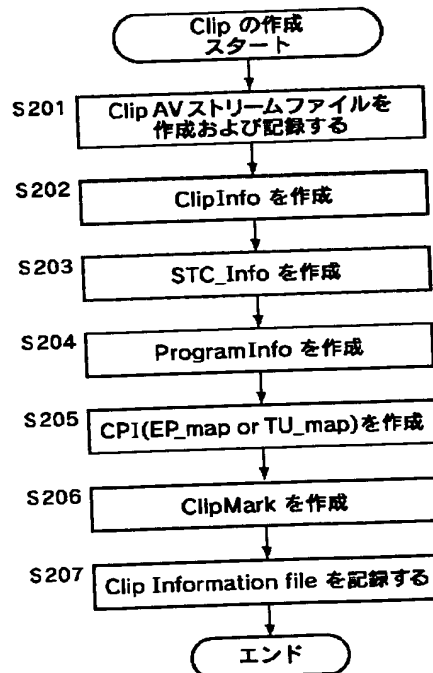 Clip の作成
スタート
S201
Clip AV ストリームファイルを
作成および記録する
S202
ClipInfo を作成
S203
STC_Info を作成
S204
ProgramInfo を作成
S205
CPI(EP_map or TU_map)を作成
S206
ClipMark を作成
S207
Clip Information file を記録する
エンド